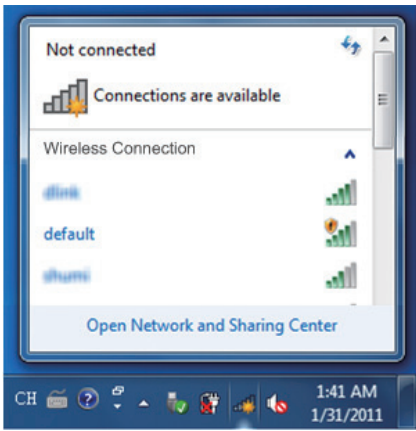 Not connected
Connections are available
Wireless Connection
default
Open Network and Sharing Center
CH
1:41 AM
1/31/2011